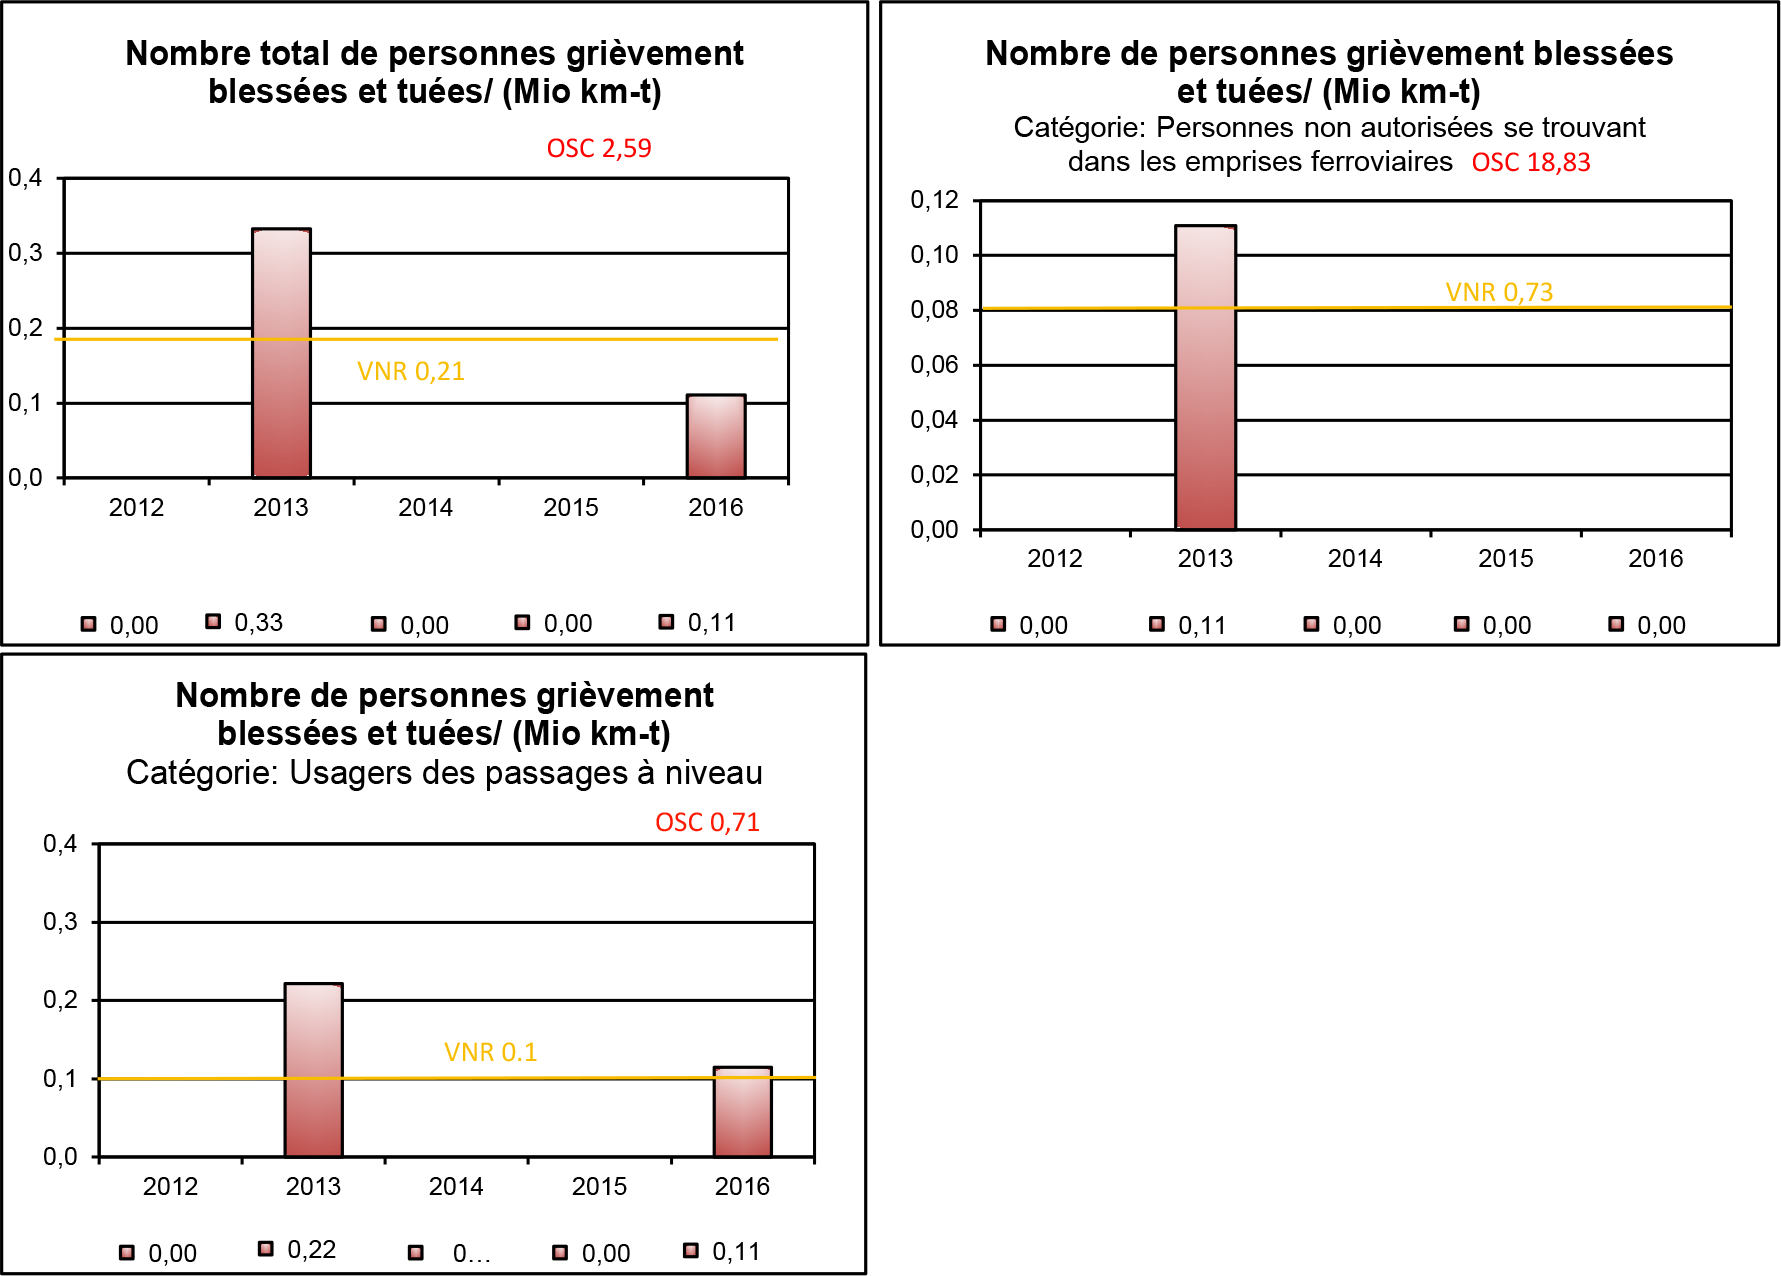 Nombre total de personnes grièvement
blessées et tuées/ (Mio km-t)
OSC 2,59
0,4
0,3
0,2
VNR 0,21
0,1
0,0
2012 2013 2014 2015 2016
0,00 0,33 0,00 0,00 0,11
Nombre de personnes grièvement blessées
et tuées/ (Mio km-t)
Catégorie: Personnes non autorisées se trouvant
dans les emprises ferroviaires OSC 18,83
0,12
0,10
VNR 0,73
0,08
0,06
0,04
0,02
0,00
2012 2013 2014 2015 2016
0,00 0,11 0,00 0,00 0,00
Nombre de personnes grièvement
blessées et tuées/ (Mio km-t)
Catégorie: Usagers des passages à niveau
OSC 0,71
0,4
0,3
0,2
VNR 0.1
0,1
0,0
2012 2013 2014 2015 2016
0,00 0,22 0… 0,00 0,11